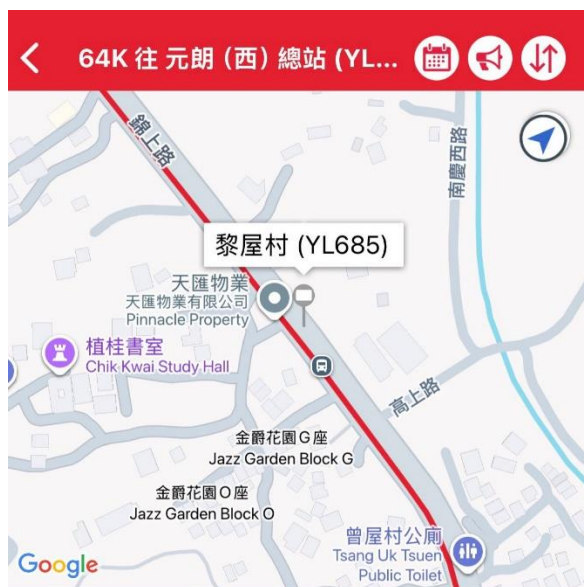 64K 往 元朗 (西) 總站 (YL...
錦上路
南慶西路
黎屋村 (YL685)
天匯物業
天匯物業有限公司
Pinnacle Property
植桂書室
Chik Kwai Study Hall
高上路
金爵花園G座
Jazz Garden Block G
金爵花園O座
Jazz Garden Block O
曾屋村公廁
Tsang Uk Tsuen
Public Toilet
Google